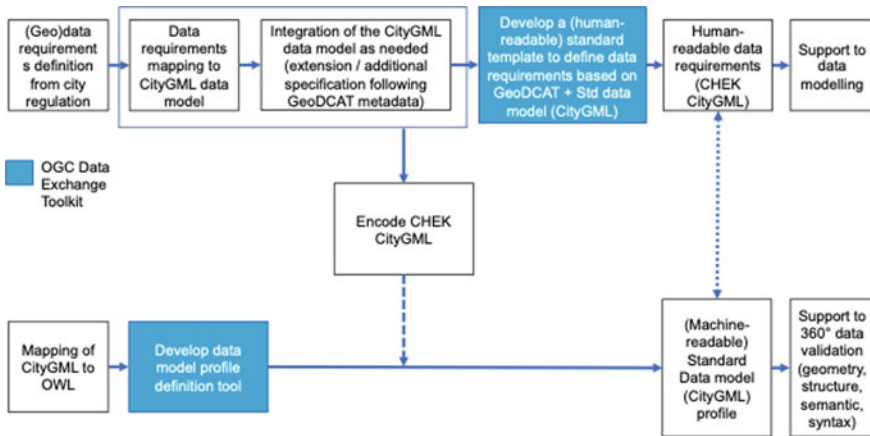 (Geo)data
requirement
s definition
from city
regulation
Data
requirements
mapping to
CityGML data
model
Integration of the CityGML
data model as needed
(extension / additional
specification following
GeoDCAT metadata)
Develop a (human-
readable) standard
template to define data
requirements based on
GeoDCAT + Std data
model (CityGML)
Human-
readable data
requirements
(CHEK
CityGML)
Support to
data
modelling
OGC Data
Exchange
Toolkit
Encode CHEK
CityGML
Mapping of
CityGML to
OWL
Develop data
model profile
definition tool
(Machine-
readable)
Standard
Data model
(CityGML)
profile
Support to
360° data
validation
(geometry,
structure,
semantic,
syntax)